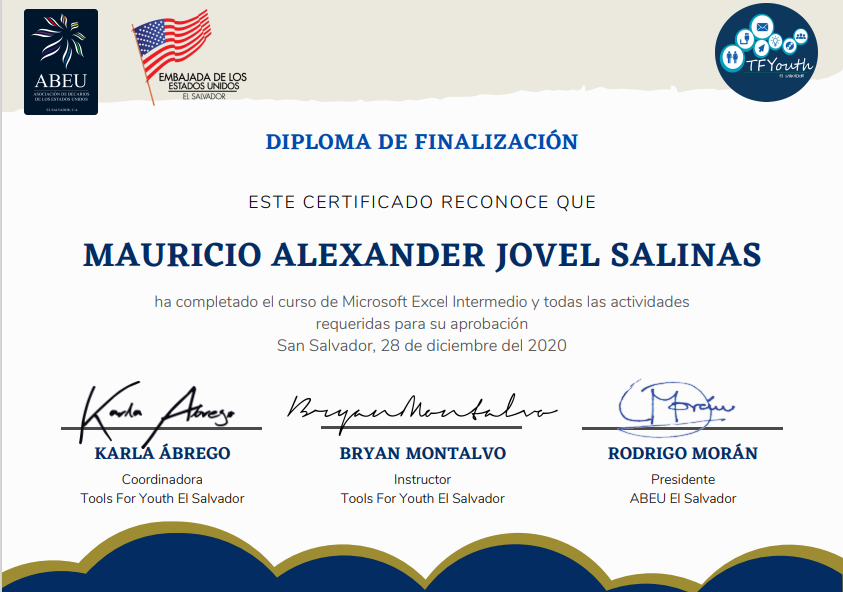 ABEU
ASOCIACIÓN DE BECARIOS
DE LOS ESTADOS UNIDOS
EL SALVADOR, C.A.
EMBAJADA DE LOS
ESTADOS UNIDOS
EL SALVADOR
TFYouth
EL SALVADOR
DIPLOMA DE FINALIZACIÓN
ESTE CERTIFICADO RECONOCE QUE
MAURICIO ALEXANDER JOVEL SALINAS
ha completado el curso de Microsoft Excel Intermedio y todas las actividades
requeridas para su aprobación
San Salvador, 28 de diciembre del 2020
Karla Abrego
Bryan Montalvo
Morán
KARLA ÁBREGO
BRYAN MONTALVO
RODRIGO MORÁN
Coordinadora
Instructor
Presidente
Tools For Youth El Salvador
Tools For Youth El Salvador
ABEU El Salvador